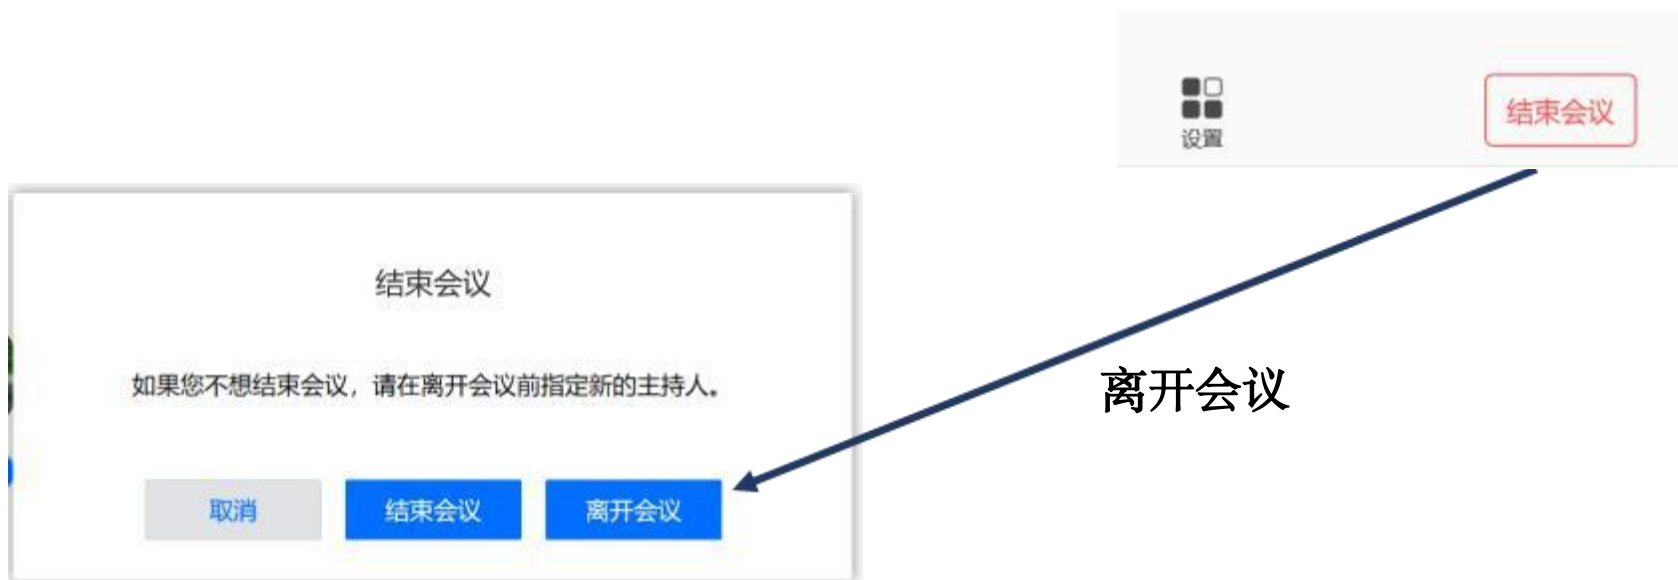 设置
结束会议
结束会议
如果您不想结束会议，请在离开会议前指定新的主持人。
离开会议
取消
结束会议
离开会议